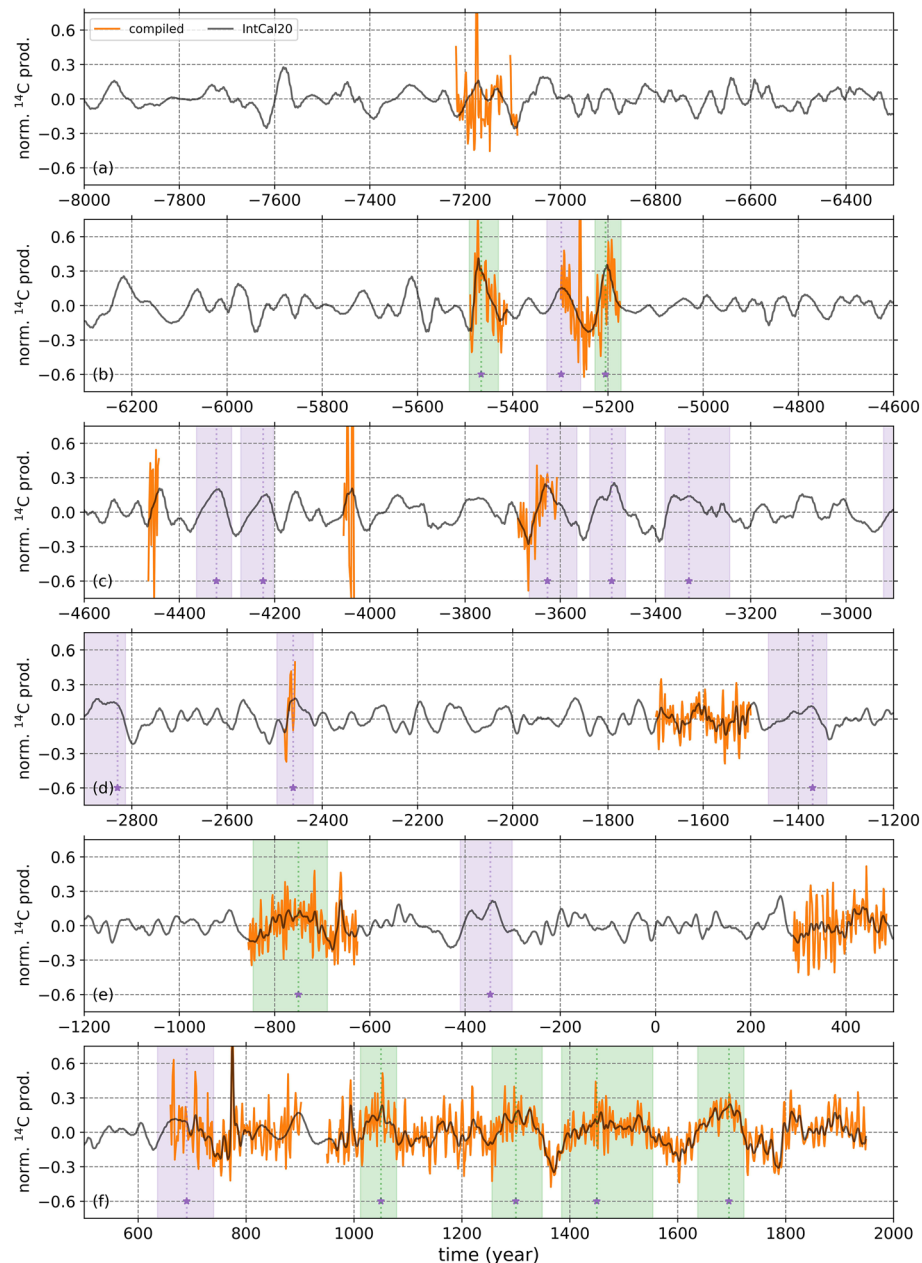 compiled IntCal20
norm. ¹⁴C prod.
0.6
0.3
0.0
−0.3
−0.6
(a)
−8000 −7800 −7600 −7400 −7200 −7000 −6800 −6600 −6400
norm. ¹⁴C prod.
0.6
0.3
0.0
−0.3
−0.6
(b)
−6200 −6000 −5800 −5600 −5400 −5200 −5000 −4800 −4600
norm. ¹⁴C prod.
0.6
0.3
0.0
−0.3
−0.6
(c)
−4600 −4400 −4200 −4000 −3800 −3600 −3400 −3200 −3000
norm. ¹⁴C prod.
0.6
0.3
0.0
−0.3
−0.6
(d)
−2800 −2600 −2400 −2200 −2000 −1800 −1600 −1400 −1200
norm. ¹⁴C prod.
0.6
0.3
0.0
−0.3
−0.6
(e)
−1200 −1000 −800 −600 −400 −200 0 200 400
norm. ¹⁴C prod.
0.6
0.3
0.0
−0.3
−0.6
(f)
600 800 1000 1200 1400 1600 1800 2000
time (year)